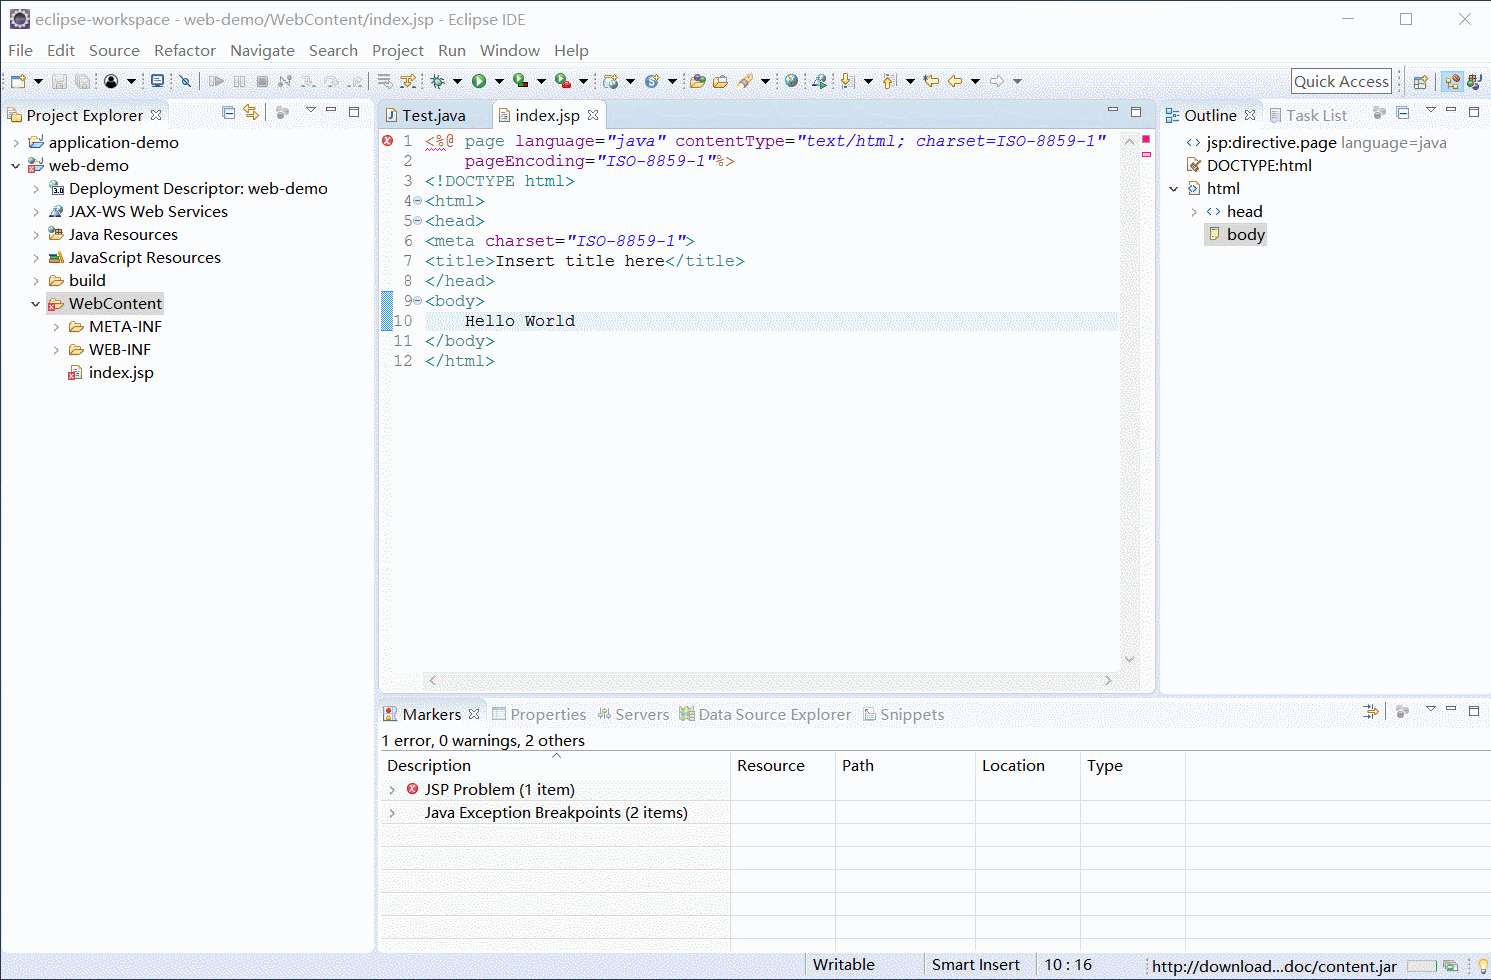 eclipse-workspace - web-demo/WebContent/index.jsp - Eclipse IDE
File Edit Source Refactor Navigate Search Project Run Window Help
Quick Access
Project Explorer
application-demo
web-demo
Deployment Descriptor: web-demo
JAX-WS Web Services
Java Resources
JavaScript Resources
build
WebContent
META-INF
WEB-INF
index.jsp
Test.java index.jsp
1 <%@ page language="java" contentType="text/html; charset=ISO-8859-1"
2 pageEncoding="ISO-8859-1"%>
3 <!DOCTYPE html>
4 <html>
5 <head>
6 <meta charset="ISO-8859-1">
7 <title>Insert title here</title>
8 </head>
9 <body>
10 Hello World
11 </body>
12 </html>
Outline Task List
jsp:directive.page language=java
DOCTYPE:html
html
head
body
Markers Properties Servers Data Source Explorer Snippets
1 error, 0 warnings, 2 others
Description Resource Path Location Type
JSP Problem (1 item)
Java Exception Breakpoints (2 items)
Writable Smart Insert 10 : 16 http://download...doc/content.jar